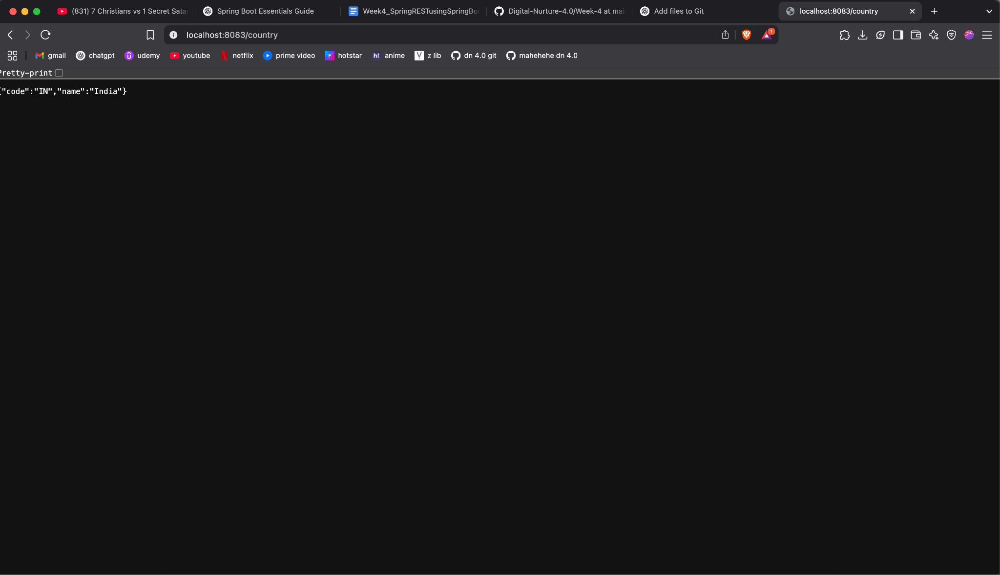 (831) 7 Christians vs 1 Secret Sata
Spring Boot Essentials Guide
Week4_SpringRESTusingSpringBo
Digital-Nurture-4.0/Week-4 at mai
Add files to Git
localhost:8083/country
localhost:8083/country
1
gmail
chatgpt
udemy
youtube
netflix
prime video
h! anime
hotstar
z lib
dn 4.0 git
mahehehe dn 4.0
Pretty-print
{"code":"IN","name":"India"}